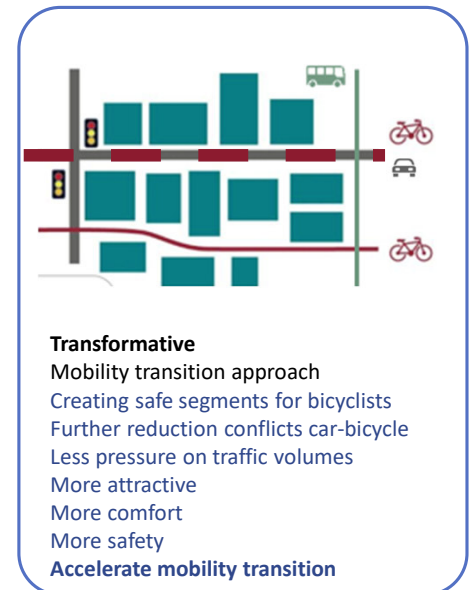 Transformative
Mobility transition approach
Creating safe segments for bicyclists
Further reduction conflicts car-bicycle
Less pressure on traffic volumes
More attractive
More comfort
More safety
Accelerate mobility transition